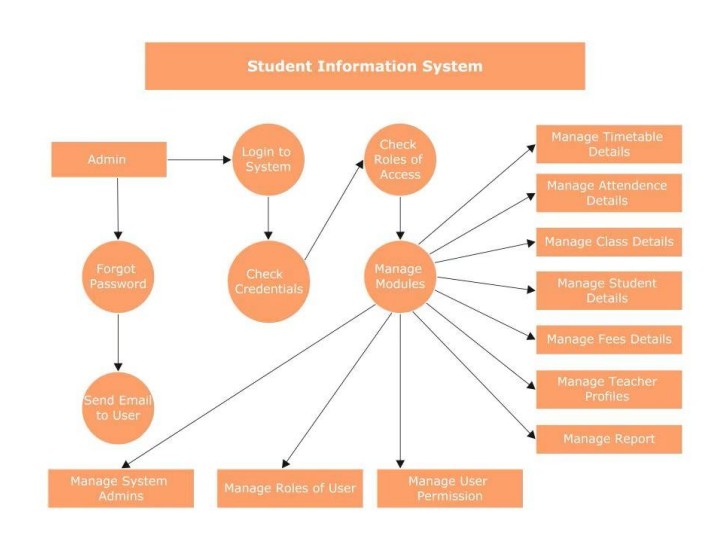 Student Information System
Admin
Login to
System
Check
Roles of
Access
Manage Timetable
Details
Manage Attendence
Details
Manage Class Details
Forgot
Password
Check
Credentials
Manage
Modules
Manage Student
Details
Manage Fees Details
Send Email
to User
Manage Teacher
Profiles
Manage Report
Manage System
Admins
Manage Roles of User
Manage User
Permission